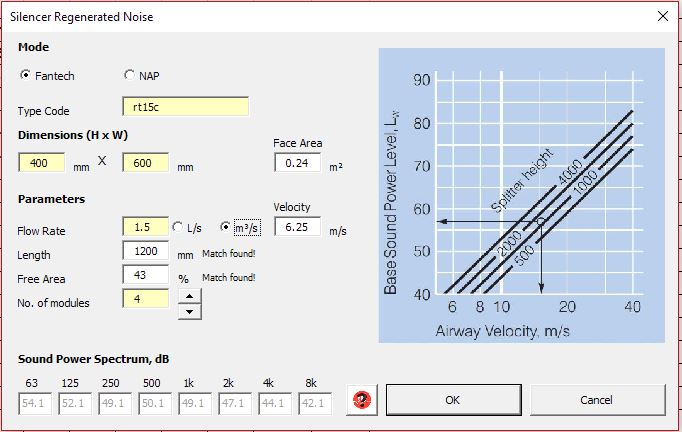 Silencer Regenerated Noise
Mode
Fantech
NAP
Type Code
rt15c
Dimensions (H x W)
400 mm X 600 mm
Face Area
0.24 m²
Parameters
Velocity
Flow Rate 1.5 L/s m³/s 6.25 m/s
Length 1200 mm Match found!
Free Area 43 % Match found!
No. of modules 4
Sound Power Spectrum, dB
63 125 250 500 1k 2k 4k 8k
54.1 52.1 49.1 50.1 49.1 47.1 44.1 42.1
OK
Cancel
Base Sound Power Level, Lw
90
80
70
60
50
40
Splitter height
4000
2000
1000
500
6 8 10 20 40
Airway Velocity, m/s